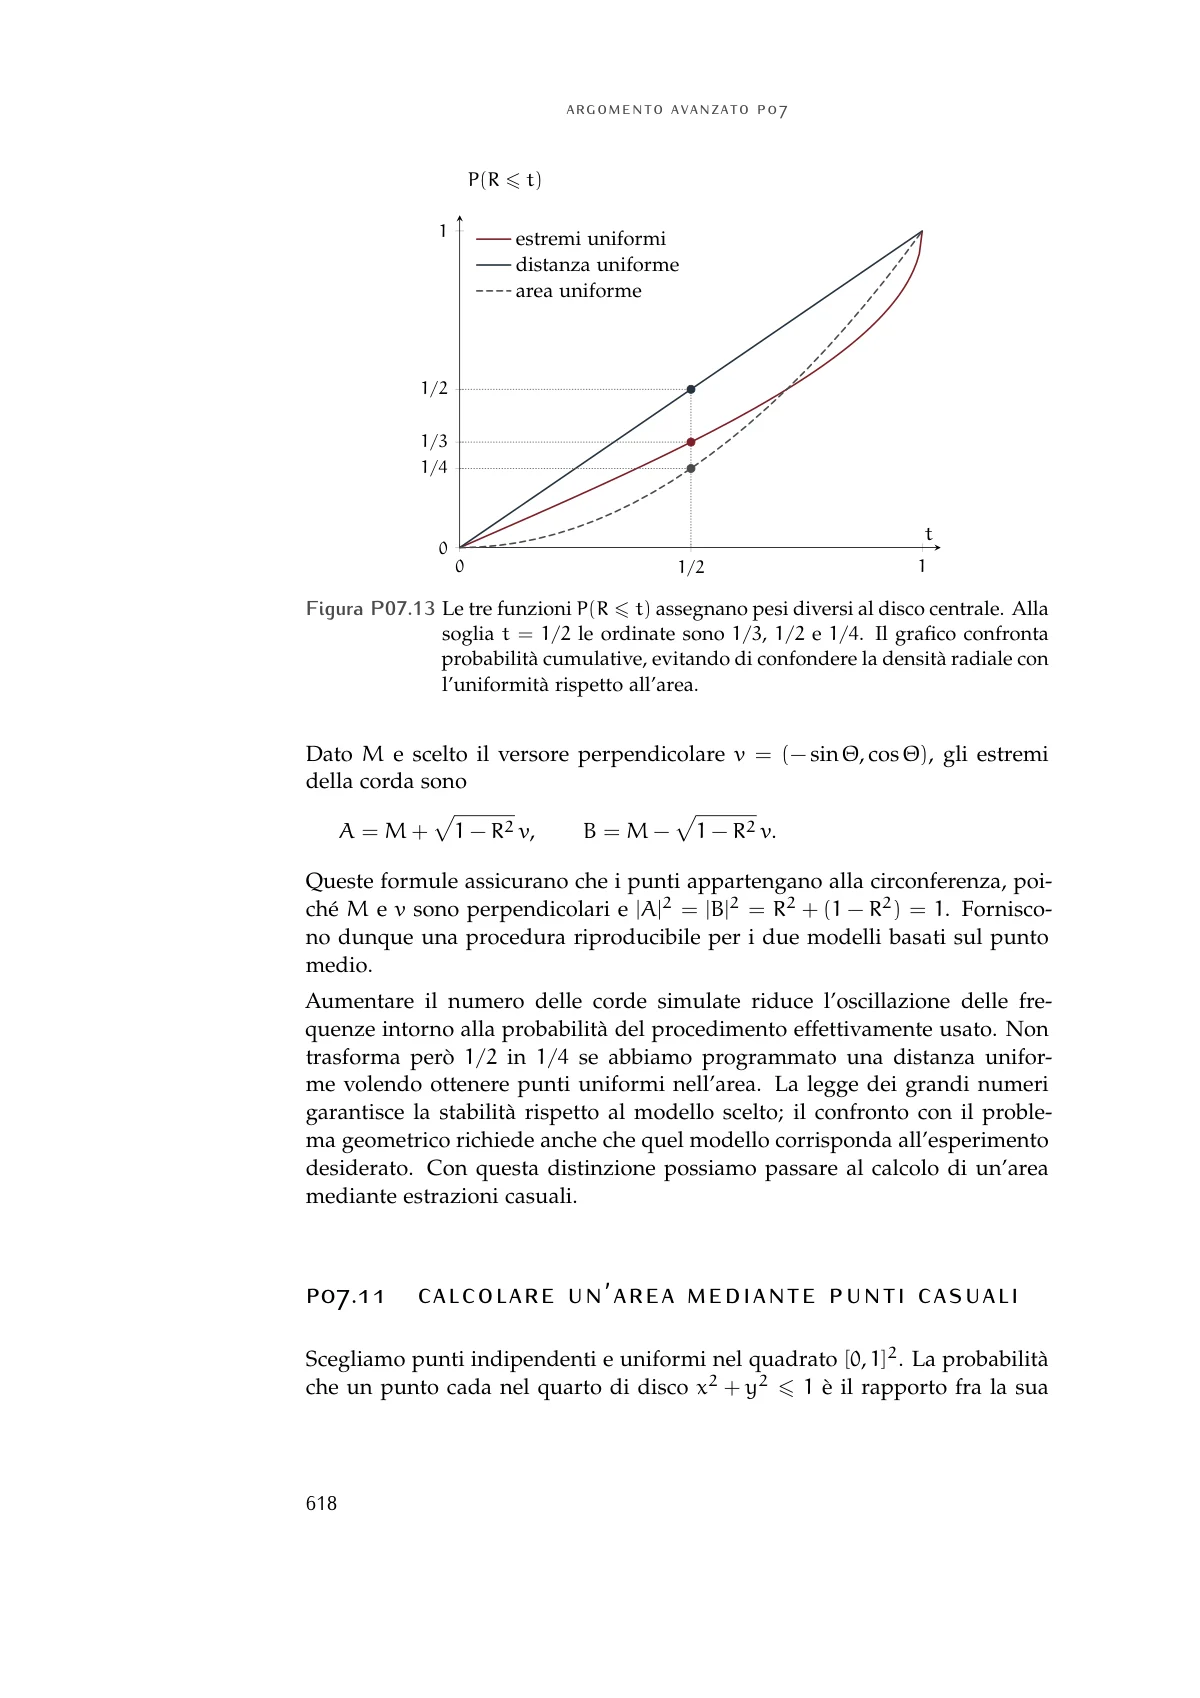 ARGOMENTO AVANZATO P07
P(R ⩽ t)
1
estremi uniformi
distanza uniforme
area uniforme
1/2
1/3
1/4
0
t
0
1/2
1
Figura P07.13 Le tre funzioni P(R ⩽ t) assegnano pesi diversi al disco centrale. Alla
soglia t = 1/2 le ordinate sono 1/3, 1/2 e 1/4. Il grafico confronta
probabilità cumulative, evitando di confondere la densità radiale con
l'uniformità rispetto all'area.
Dato M e scelto il versore perpendicolare ν = (− sin Θ, cos Θ), gli estremi
della corda sono
A = M + √(1 − R²) ν, B = M − √(1 − R²) ν.
Queste formule assicurano che i punti appartengano alla circonferenza, poi-
ché M e ν sono perpendicolari e |A|² = |B|² = R² + (1 − R²) = 1. Fornisco-
no dunque una procedura riproducibile per i due modelli basati sul punto
medio.
Aumentare il numero delle corde simulate riduce l'oscillazione delle fre-
quenze intorno alla probabilità del procedimento effettivamente usato. Non
trasforma però 1/2 in 1/4 se abbiamo programmato una distanza unifor-
me volendo ottenere punti uniformi nell'area. La legge dei grandi numeri
garantisce la stabilità rispetto al modello scelto; il confronto con il proble-
ma geometrico richiede anche che quel modello corrisponda all'esperimento
desiderato. Con questa distinzione possiamo passare al calcolo di un'area
mediante estrazioni casuali.
P07.11 CALCOLARE UN'AREA MEDIANTE PUNTI CASUALI
Scegliamo punti indipendenti e uniformi nel quadrato [0, 1]². La probabilità
che un punto cada nel quarto di disco x² + y² ⩽ 1 è il rapporto fra la sua
618